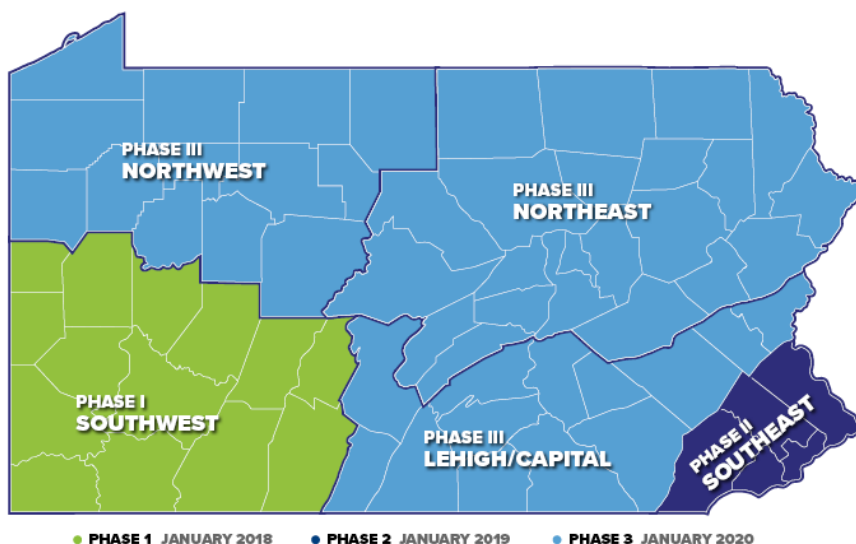 PHASE III
NORTHWEST
PHASE III
NORTHEAST
PHASE I
SOUTHWEST
PHASE III
LEHIGH/CAPITAL
PHASE II
SOUTHEAST
PHASE 1 JANUARY 2018 PHASE 2 JANUARY 2019 PHASE 3 JANUARY 2020